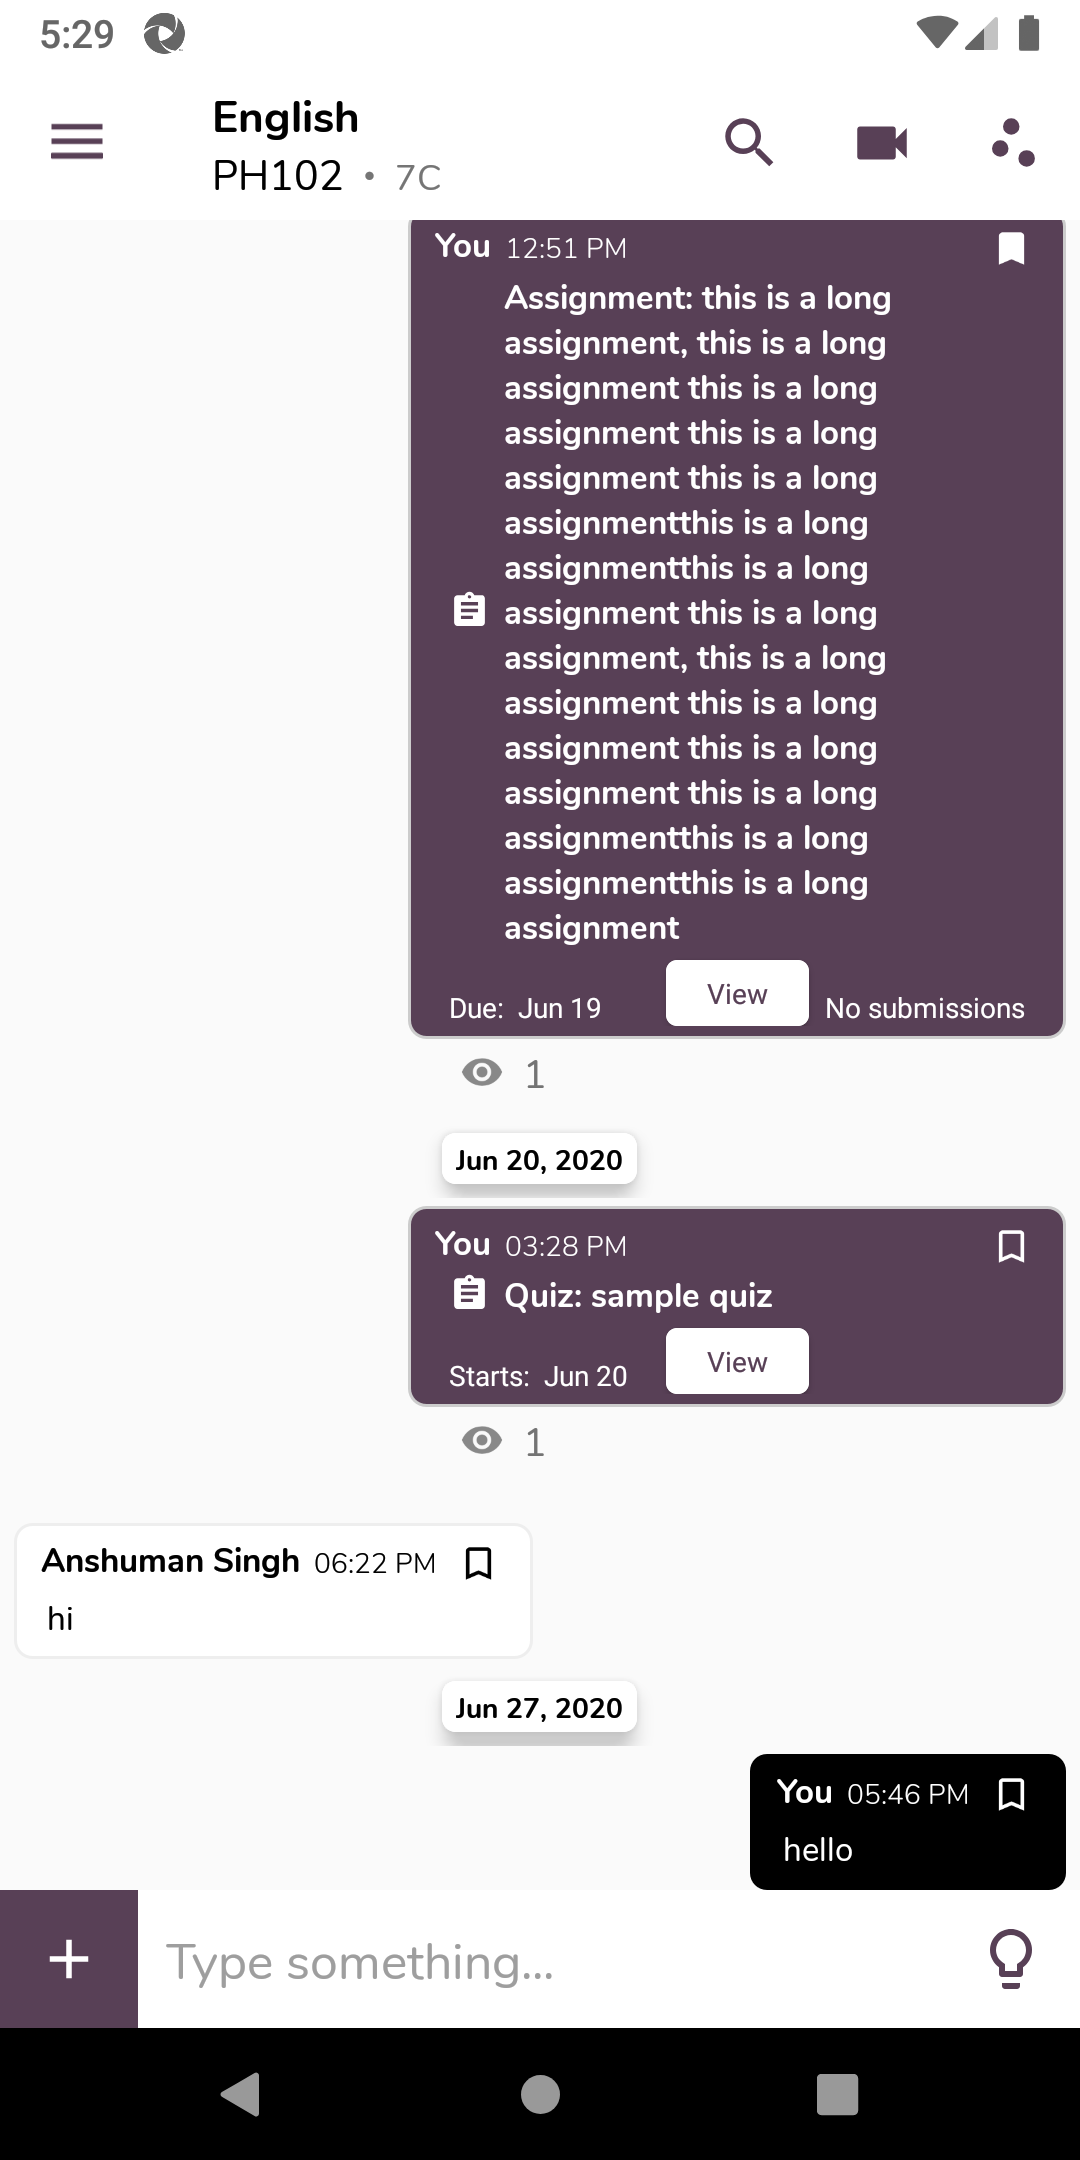 5:29
English
PH102 • 7C
You 12:51 PM
Assignment: this is a long
assignment, this is a long
assignment this is a long
assignment this is a long
assignment this is a long
assignmentthis is a long
assignmentthis is a long
assignment this is a long
assignment, this is a long
assignment this is a long
assignment this is a long
assignment this is a long
assignmentthis is a long
assignmentthis is a long
assignment
Due: Jun 19 View No submissions
1
Jun 20, 2020
You 03:28 PM
Quiz: sample quiz
Starts: Jun 20 View
1
Anshuman Singh 06:22 PM
hi
Jun 27, 2020
You 05:46 PM
hello
Type something...